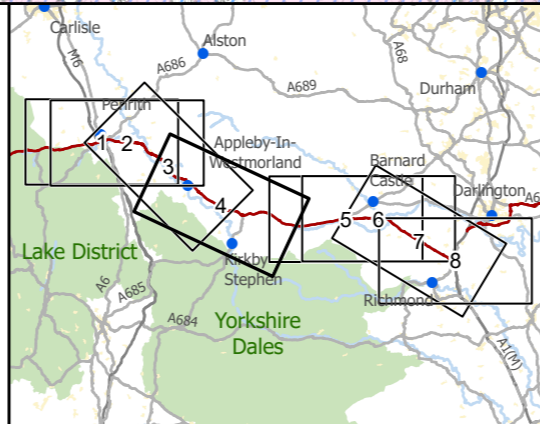 Carlisle
M6
A686
Alston
A68
A689
Durham
Penrith
1
2
3
Appleby-In-
Westmorland
4
Barnard
Castle
Darlington
A6
5
6
7
8
Lake District
Kirkby
Stephen
Richmond
A6
A685
A684
Yorkshire
Dales
A1(M)